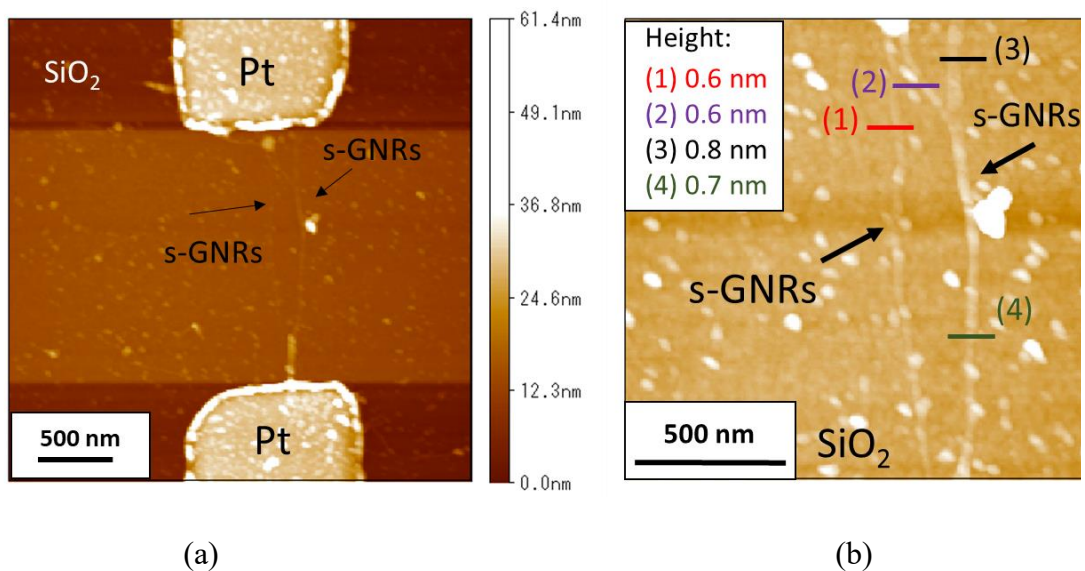 SiO2
Pt
s-GNRs
s-GNRs
Pt
500 nm
61.4nm
49.1nm
36.8nm
24.6nm
12.3nm
0.0nm
(a)
Height:
(1) 0.6 nm
(2) 0.6 nm
(3) 0.8 nm
(4) 0.7 nm
(3)
(2)
(1)
s-GNRs
s-GNRs
(4)
500 nm
SiO2
(b)